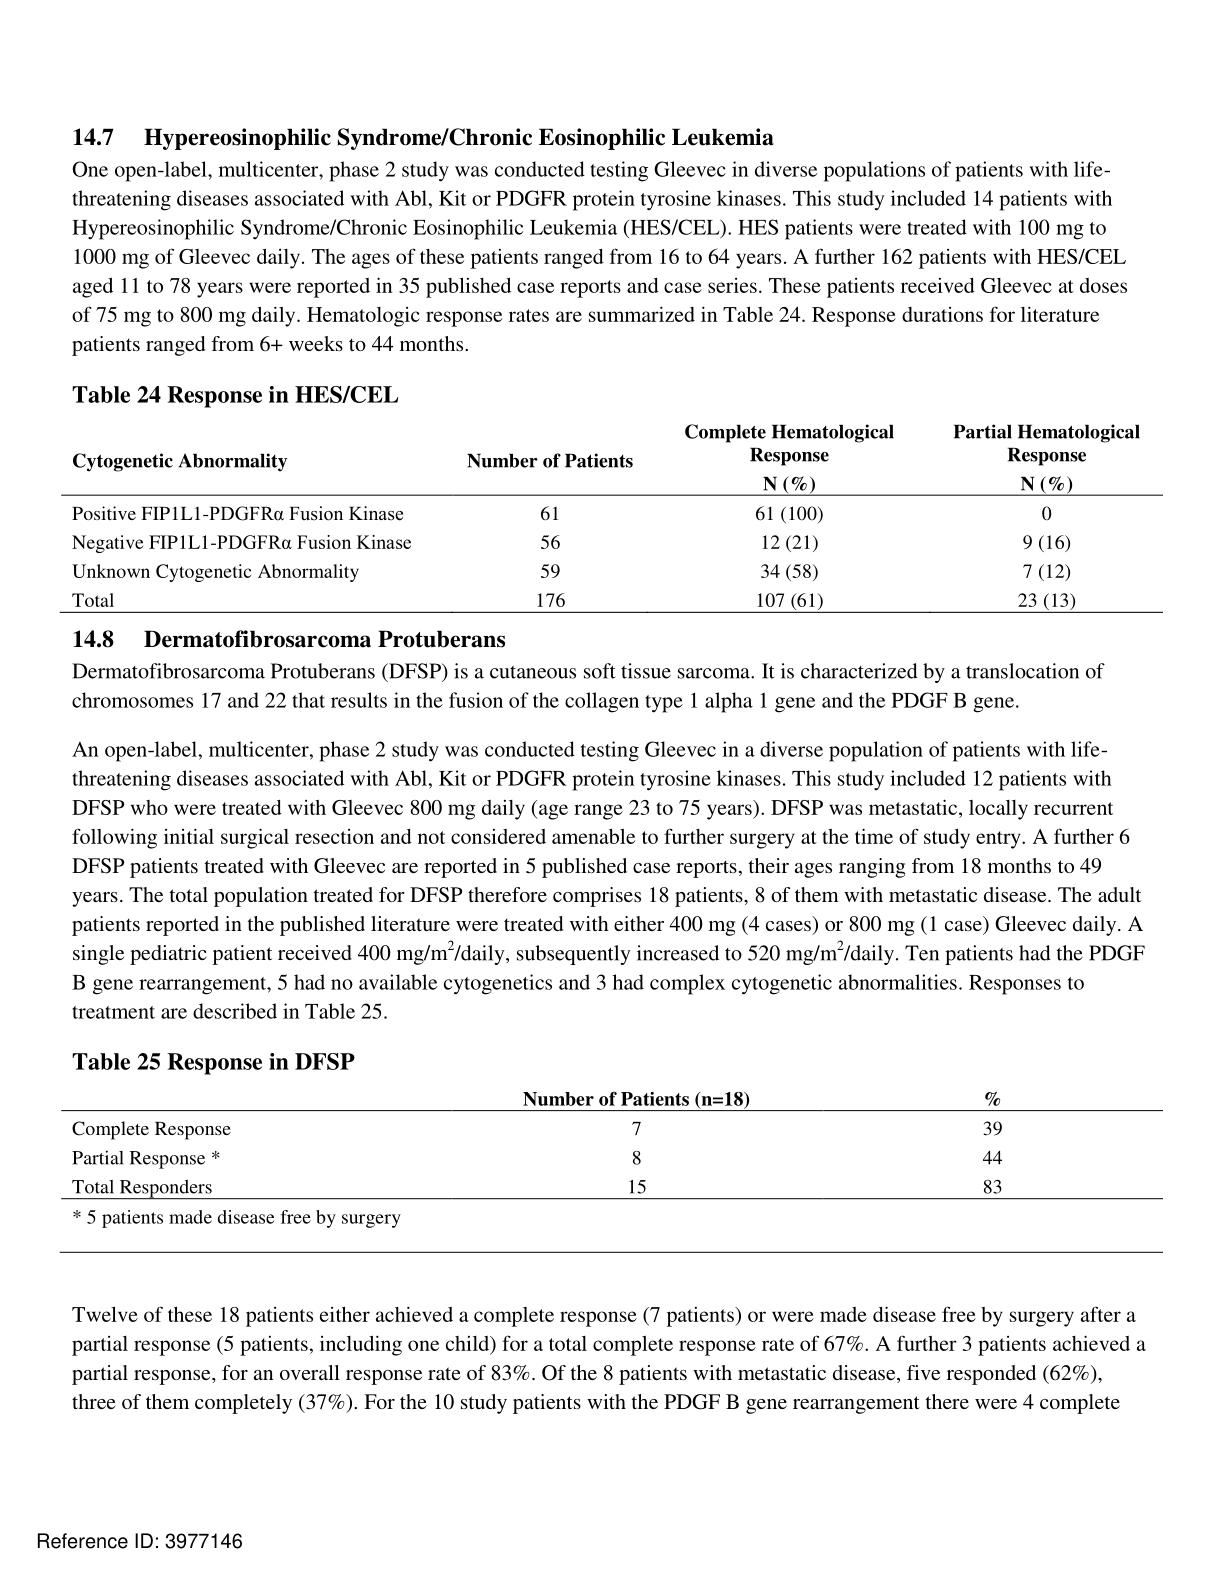 14.7 Hypereosinophilic Syndrome/Chronic Eosinophilic Leukemia
One open-label, multicenter, phase 2 study was conducted testing Gleevec in diverse populations of patients with life-
threatening diseases associated with Abl, Kit or PDGFR protein tyrosine kinases. This study included 14 patients with
Hypereosinophilic Syndrome/Chronic Eosinophilic Leukemia (HES/CEL). HES patients were treated with 100 mg to
1000 mg of Gleevec daily. The ages of these patients ranged from 16 to 64 years. A further 162 patients with HES/CEL
aged 11 to 78 years were reported in 35 published case reports and case series. These patients received Gleevec at doses
of 75 mg to 800 mg daily. Hematologic response rates are summarized in Table 24. Response durations for literature
patients ranged from 6+ weeks to 44 months.
Table 24 Response in HES/CEL
Complete Hematological Partial Hematological
Cytogenetic Abnormality Number of Patients Response Response
N (%) N (%)
Positive FIP1L1-PDGFRα Fusion Kinase 61 61 (100) 0
Negative FIP1L1-PDGFRα Fusion Kinase 56 12 (21) 9 (16)
Unknown Cytogenetic Abnormality 59 34 (58) 7 (12)
Total 176 107 (61) 23 (13)
14.8 Dermatofibrosarcoma Protuberans
Dermatofibrosarcoma Protuberans (DFSP) is a cutaneous soft tissue sarcoma. It is characterized by a translocation of
chromosomes 17 and 22 that results in the fusion of the collagen type 1 alpha 1 gene and the PDGF B gene.
An open-label, multicenter, phase 2 study was conducted testing Gleevec in a diverse population of patients with life-
threatening diseases associated with Abl, Kit or PDGFR protein tyrosine kinases. This study included 12 patients with
DFSP who were treated with Gleevec 800 mg daily (age range 23 to 75 years). DFSP was metastatic, locally recurrent
following initial surgical resection and not considered amenable to further surgery at the time of study entry. A further 6
DFSP patients treated with Gleevec are reported in 5 published case reports, their ages ranging from 18 months to 49
years. The total population treated for DFSP therefore comprises 18 patients, 8 of them with metastatic disease. The adult
patients reported in the published literature were treated with either 400 mg (4 cases) or 800 mg (1 case) Gleevec daily. A
single pediatric patient received 400 mg/m²/daily, subsequently increased to 520 mg/m²/daily. Ten patients had the PDGF
B gene rearrangement, 5 had no available cytogenetics and 3 had complex cytogenetic abnormalities. Responses to
treatment are described in Table 25.
Table 25 Response in DFSP
Number of Patients (n=18) %
Complete Response 7 39
Partial Response * 8 44
Total Responders 15 83
* 5 patients made disease free by surgery
Twelve of these 18 patients either achieved a complete response (7 patients) or were made disease free by surgery after a
partial response (5 patients, including one child) for a total complete response rate of 67%. A further 3 patients achieved a
partial response, for an overall response rate of 83%. Of the 8 patients with metastatic disease, five responded (62%),
three of them completely (37%). For the 10 study patients with the PDGF B gene rearrangement there were 4 complete
Reference ID: 3977146